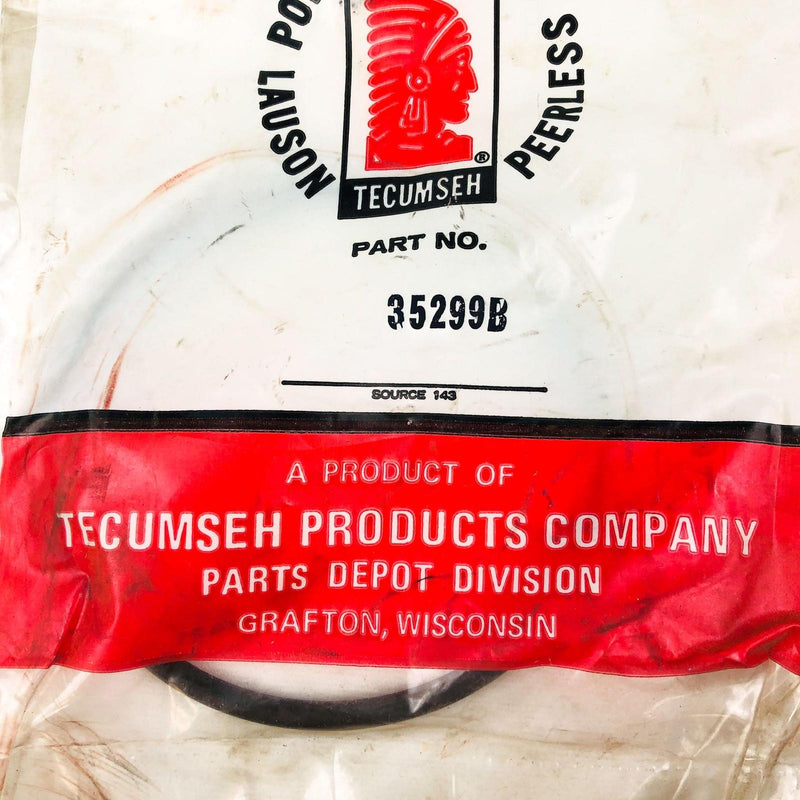 LAUSON
PEERLESS
®
TECUMSEH
PART NO.
35299B
SOURCE 143
A PRODUCT OF
TECUMSEH PRODUCTS COMPANY
PARTS DEPOT DIVISION
GRAFTON, WISCONSIN